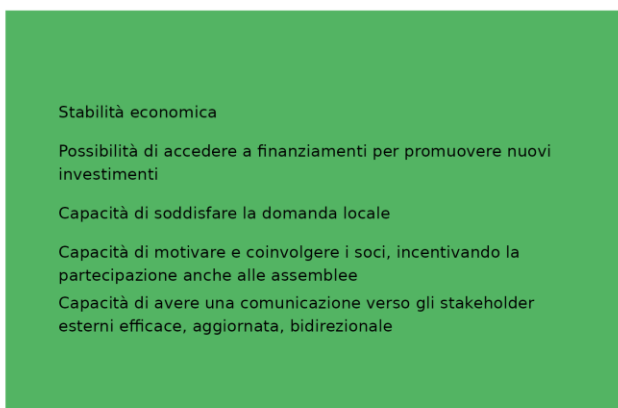 Stabilità economica
Possibilità di accedere a finanziamenti per promuovere nuovi
investimenti
Capacità di soddisfare la domanda locale
Capacità di motivare e coinvolgere i soci, incentivando la
partecipazione anche alle assemblee
Capacità di avere una comunicazione verso gli stakeholder
esterni efficace, aggiornata, bidirezionale